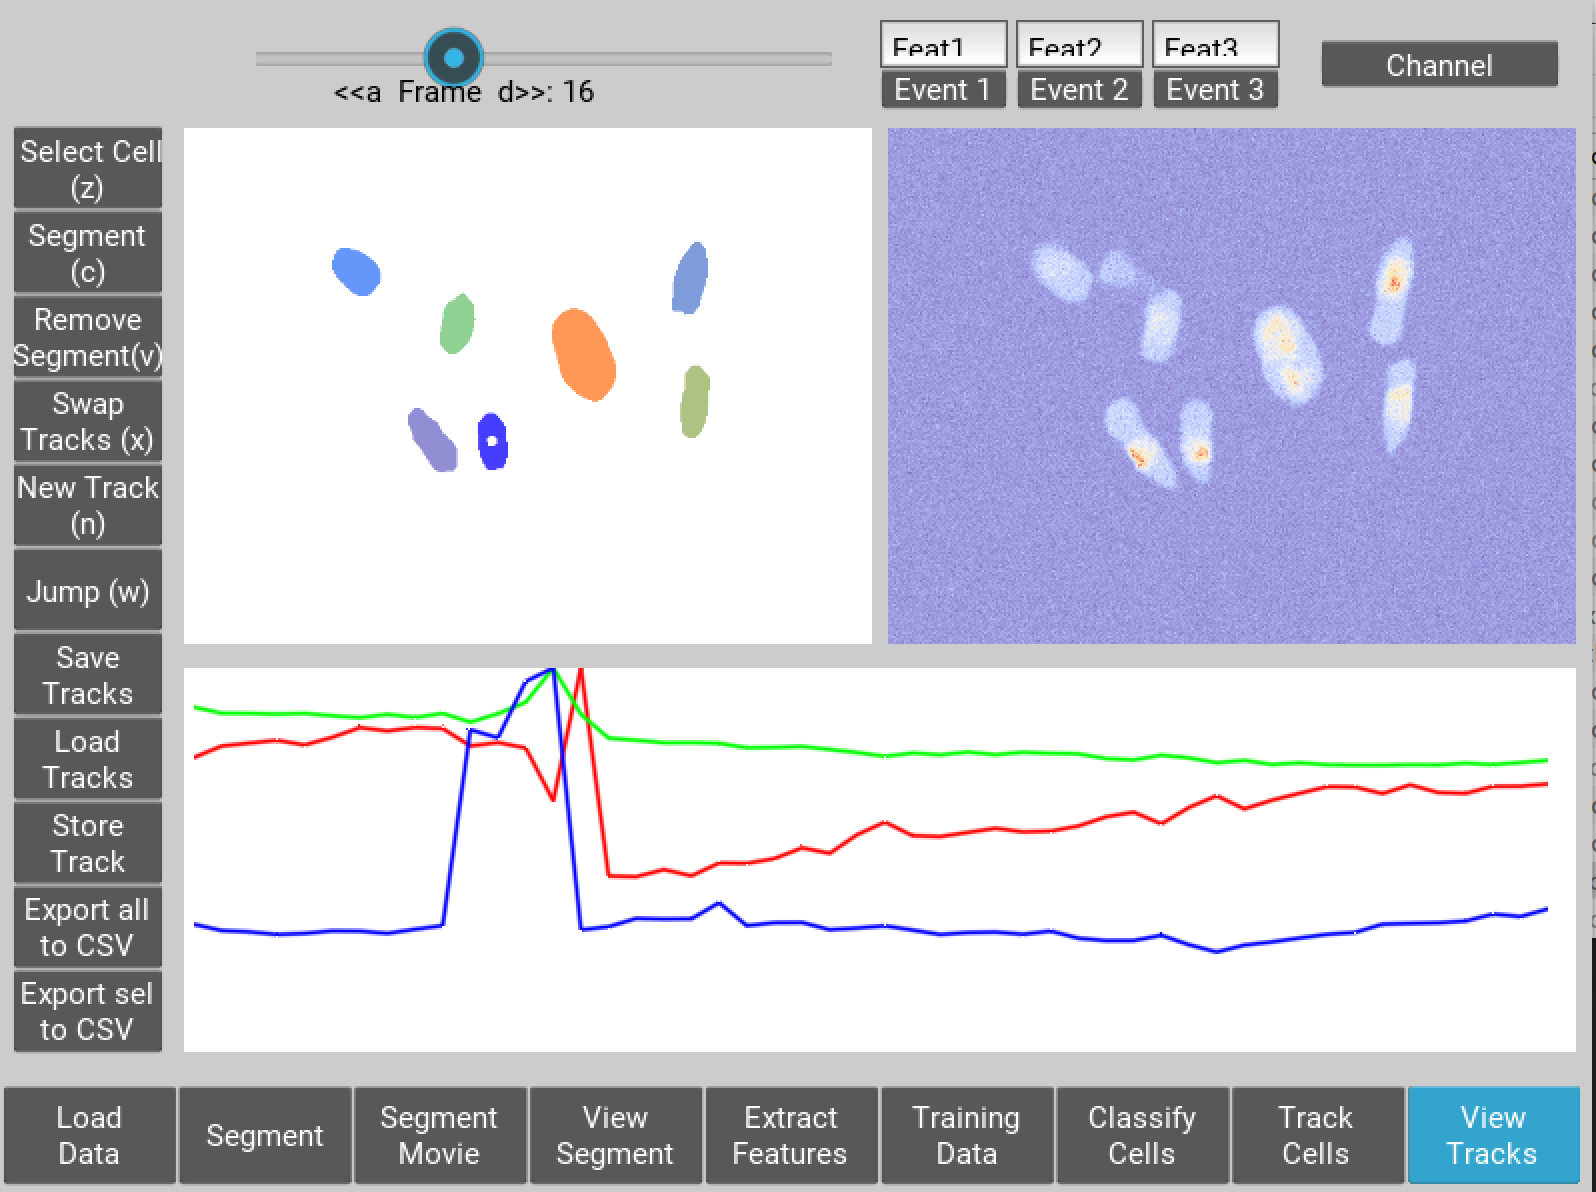 <<a Frame d>>: 16
Feat1
Feat2
Feat3
Event 1
Event 2
Event 3
Channel
Select Cell
(z)
Segment
(c)
Remove
Segment(v)
Swap
Tracks (x)
New Track
(n)
Jump (w)
Save
Tracks
Load
Tracks
Store
Track
Export all
to CSV
Export sel
to CSV
Load
Data
Segment
Segment
Movie
View
Segment
Extract
Features
Training
Data
Classify
Cells
Track
Cells
View
Tracks